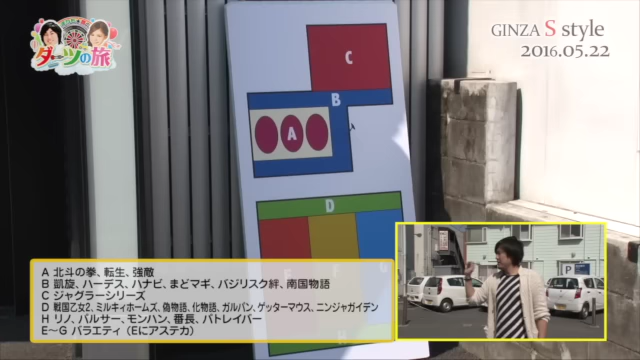 ダーツの旅
GINZA S style
2016.05.22
C
B
A
D
H
P
A 北斗の拳、転生、強敵
B 凱旋、ハーデス、ハナビ、まどマギ、バジリスク絆、南国物語
C ジャグラーシリーズ
D 戦国乙女2、ミルキィホームズ、偽物語、化物語、ガルパン、ゲッターマウス、ニンジャガイデン
H リノ、パルサー、モンハン、番長、パトレイバー
E~G バラエティ（Eにアステカ）